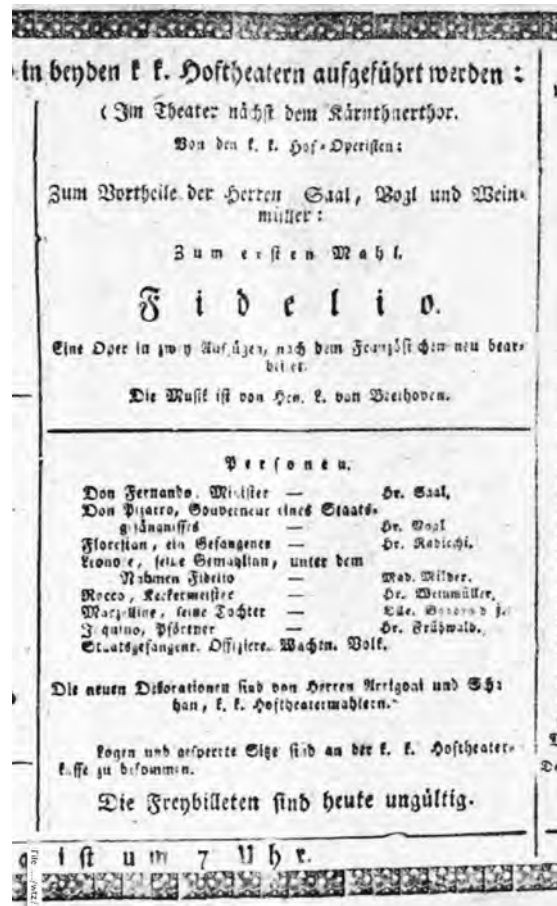 in beyden k k. Hoftheatern aufgeführt werden:
(Im Theater nächst dem Kärnthnerthor.
Von den k. k. Hof-Operisten:
Zum Vortheile der Herren Saal, Vogl und Wein-
müller:
Zum ersten Mahl.
Fidelio.
Eine Oper in zwey Aufzügen, nach dem Französischen neu bear-
beitet.
Die Musik ist von Hrn. L. van Beethoven.
Personen.
Don Fernando, Minister — Hr. Saal.
Don Pizarro, Gouverneur eines Staats-
gefängnisses — Hr. Vogl
Florestan, ein Gefangener — Hr. Radicchi.
Leonore, seine Gemahlinn, unter dem
Nahmen Fidelio — Mad. Milder.
Rocco, Kerkermeister — Hr. Weinmüller.
Marzelline, seine Tochter —
Jaquino, Pförtner — Hr. Frühwald.
Staatsgefangene. Offiziere. Wachen. Volk.
Die neuen Dekorationen sind von Herren Arrigoni und
k. k. Hoftheatermahlern.
Logen und gesperrte Sitze sind an der k. k. Hoftheater-
kasse zu bekommen.
Die Freybilleten sind heute ungültig.
ist um 7 Uhr.